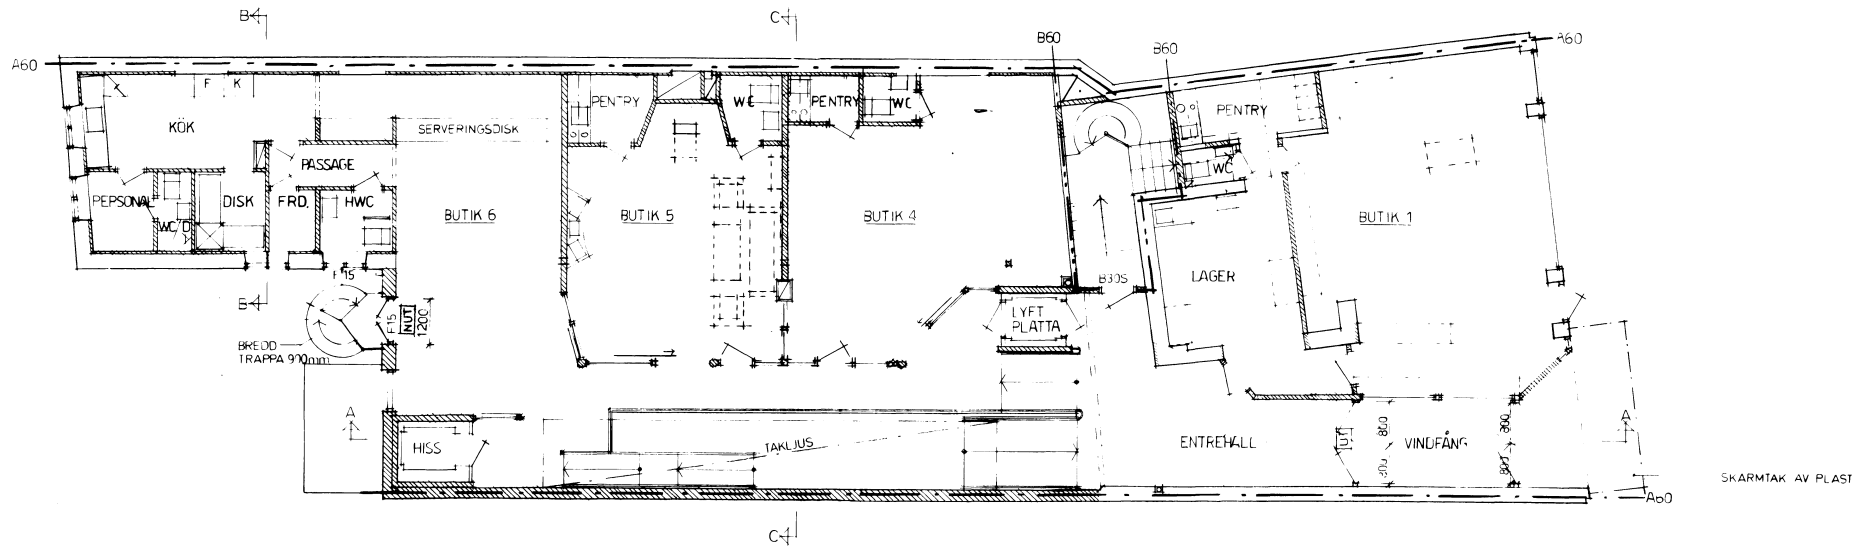 B
C
A60
B60
B60
A60
F K
KÖK
SERVERINGSDISK
PENTRY
WC
PENTRY
WC
PENTRY
PASSAGE
WC
PERSONAL
WC/D
DISK
FRD.
HWC
BUTIK 6
BUTIK 5
BUTIK 4
BUTIK 1
LAGER
B30S
B
F15
F15
NUT
1200
LYFT
PLATTA
BREDD
TRAPPA 900mm
A
A
HISS
TAKLJUS
ENTREHALL
UT
VINDFÅNG
800
800
800
800
SKARMTAK AV PLAST
A60
C